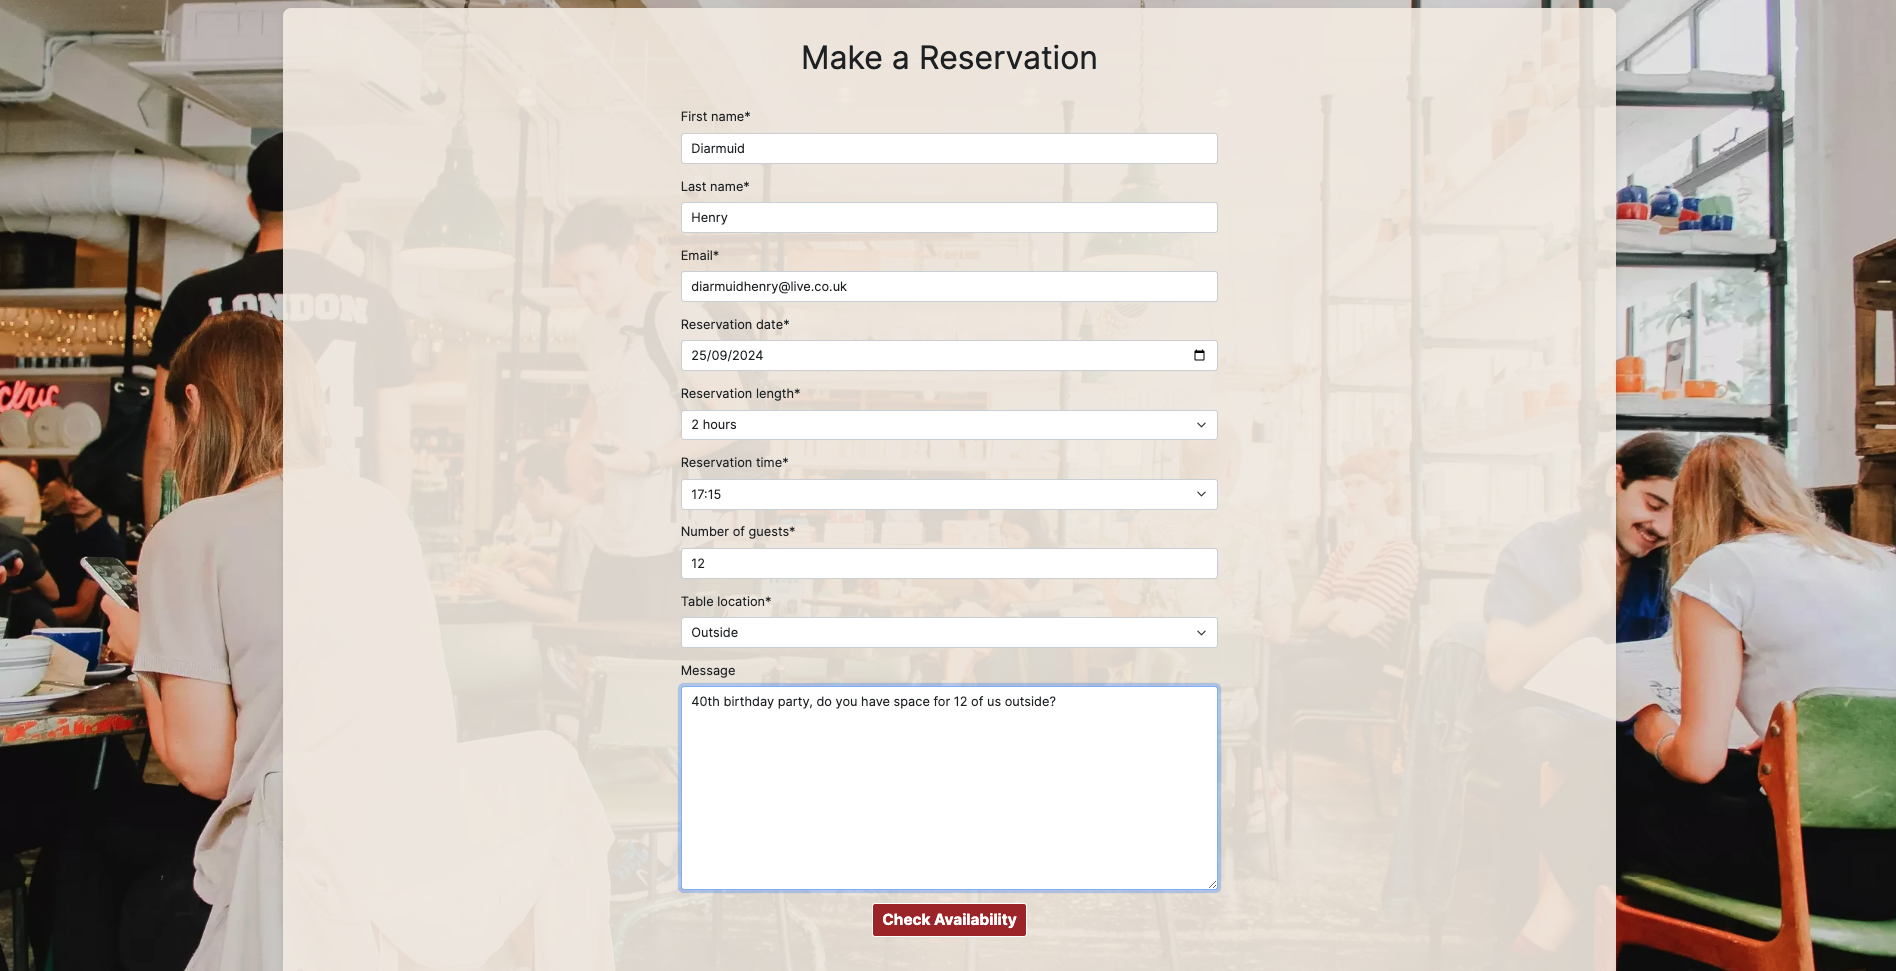 Make a Reservation
First name*
Diarmuid
Last name*
Henry
Email*
diarmuidhenry@live.co.uk
Reservation date*
25/09/2024
Reservation length*
2 hours
Reservation time*
17:15
Number of guests*
12
Table location*
Outside
Message
40th birthday party, do you have space for 12 of us outside?
Check Availability
LONDON